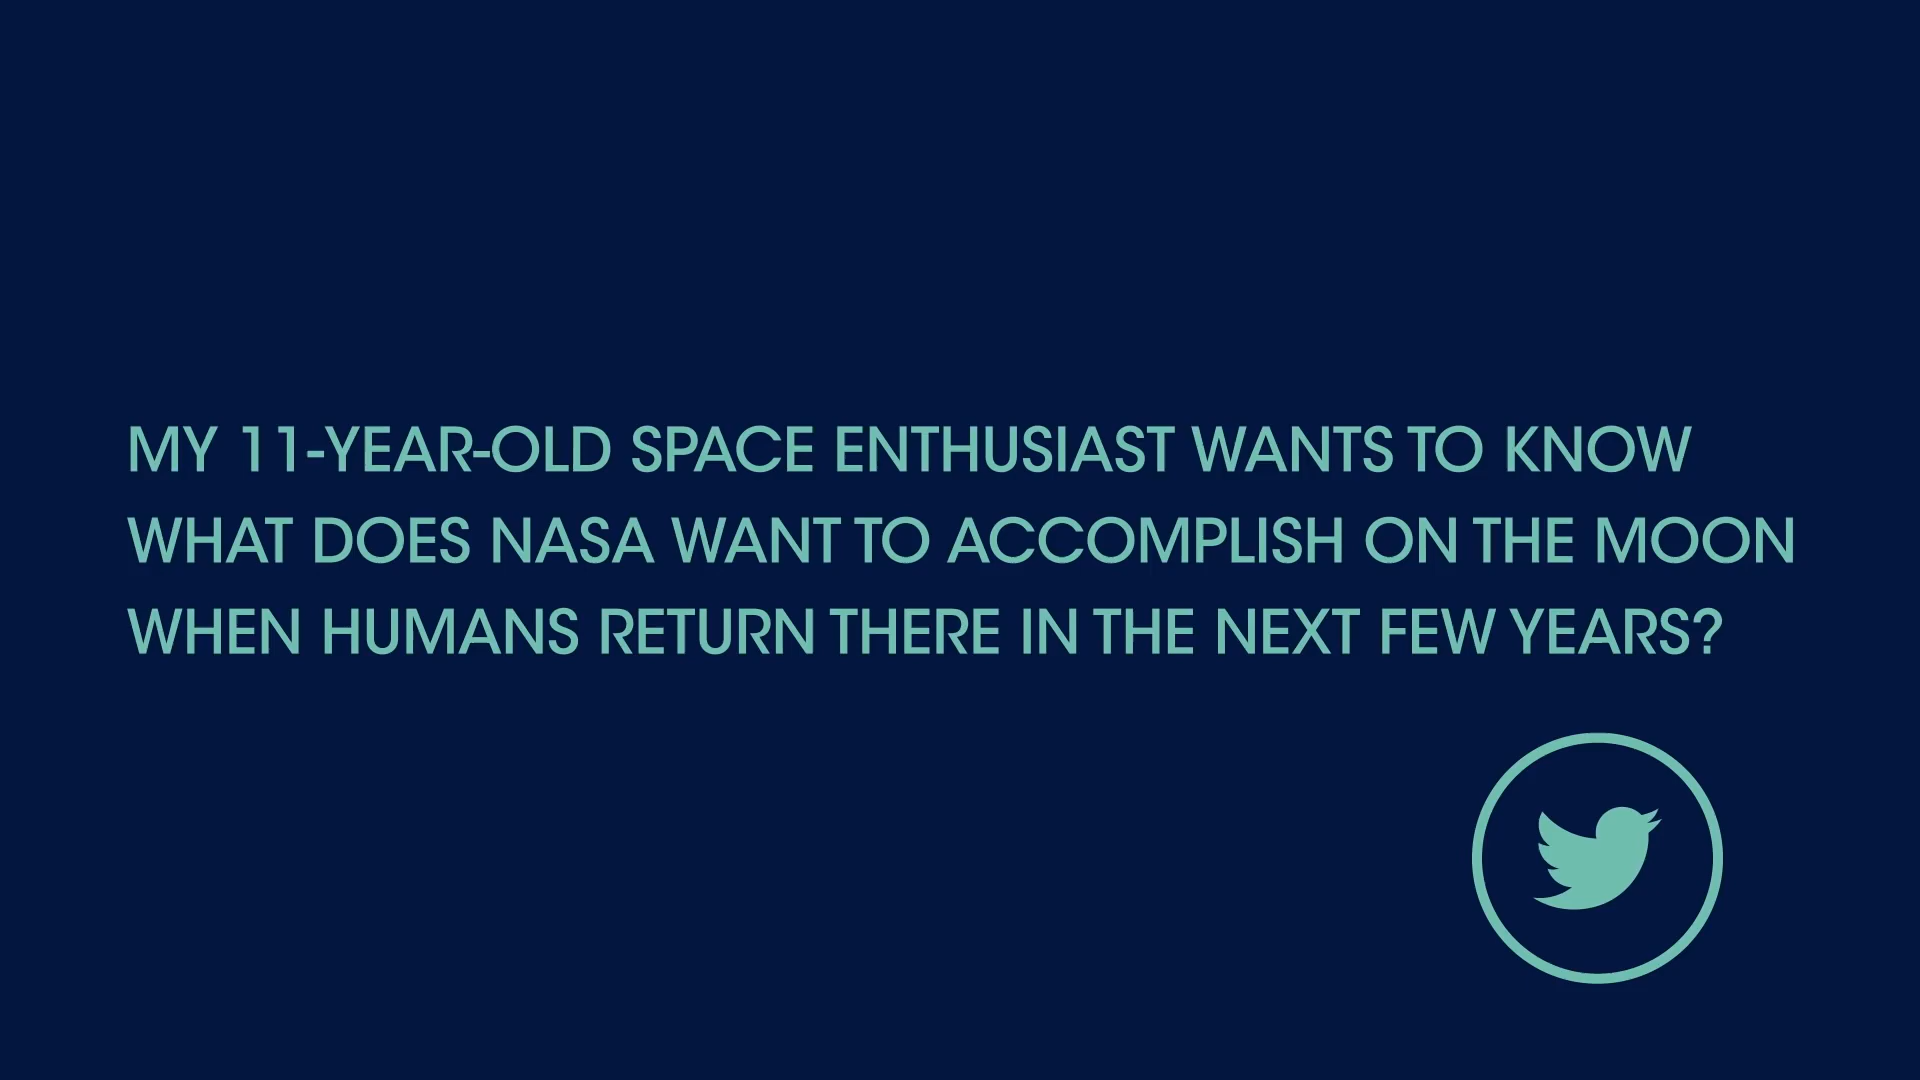 MY 11-YEAR-OLD SPACE ENTHUSIAST WANTS TO KNOW
WHAT DOES NASA WANT TO ACCOMPLISH ON THE MOON
WHEN HUMANS RETURN THERE IN THE NEXT FEW YEARS?